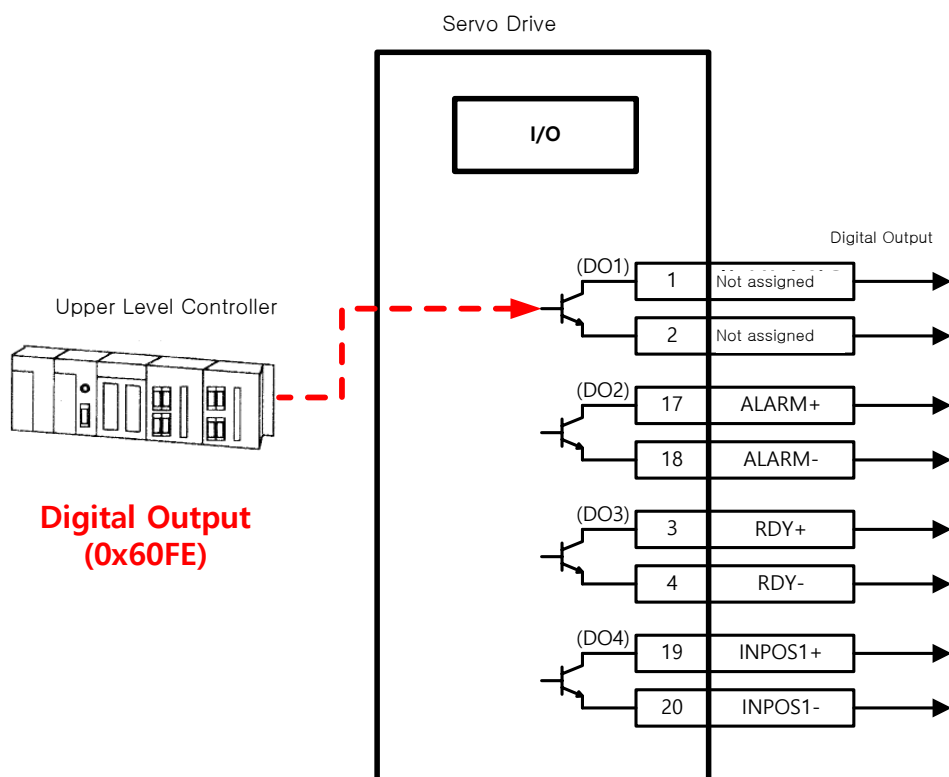 Servo Drive
I/O
Digital Output
(DO1)
1
Not assigned
2
Not assigned
Upper Level Controller
(DO2)
17
ALARM+
18
ALARM-
Digital Output
(0x60FE)
(DO3)
3
RDY+
4
RDY-
(DO4)
19
INPOS1+
20
INPOS1-